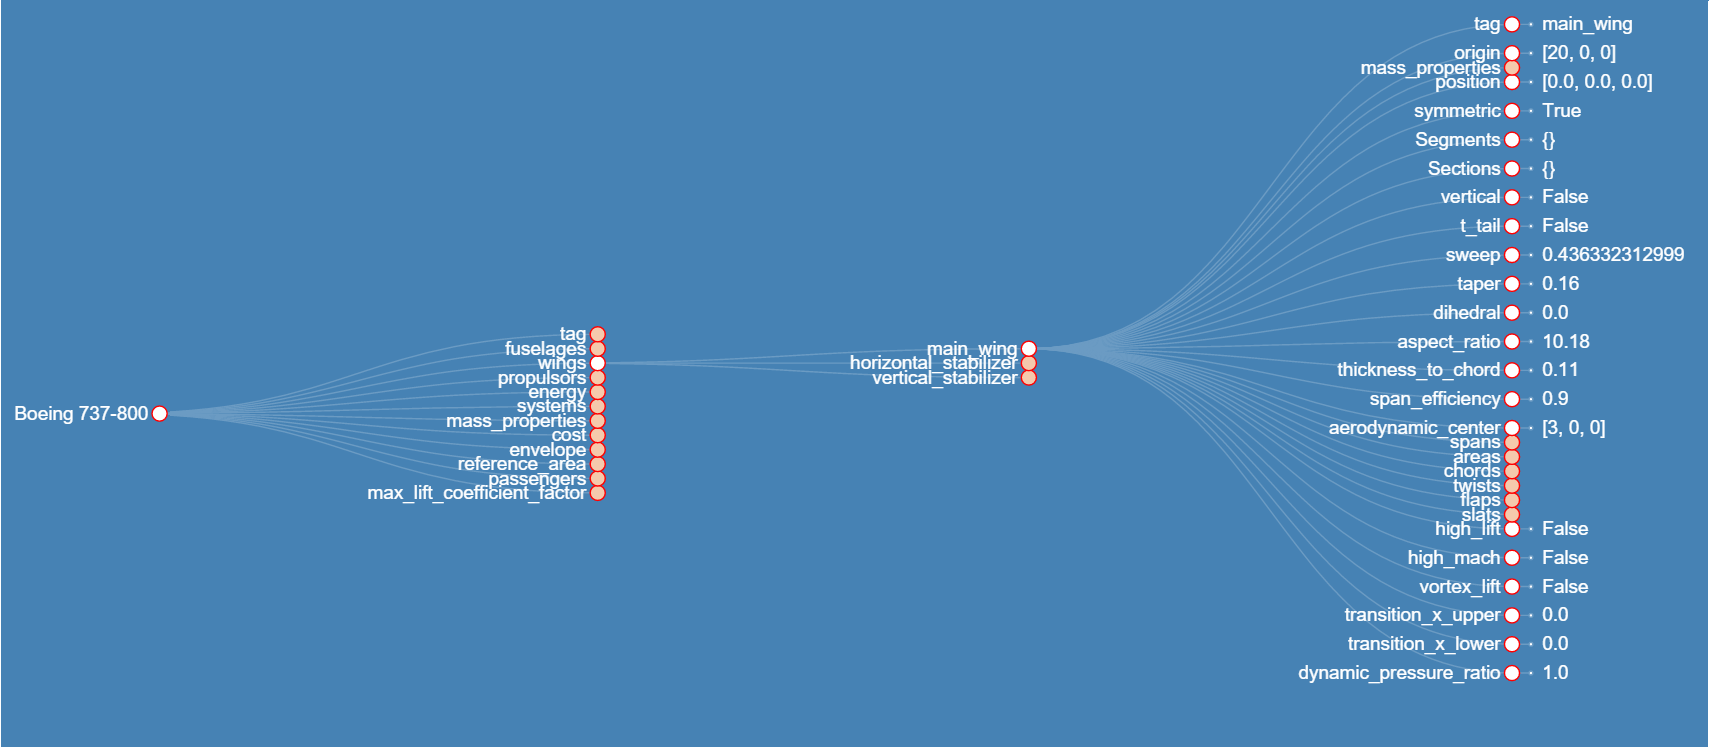 Boeing 737-800
tag
fuselages
wings
propulsors
energy
systems
mass_properties
cost
envelope
reference_area
passengers
max_lift_coefficient_factor
main_wing
horizontal_stabilizer
vertical_stabilizer
tag main_wing
origin [20, 0, 0]
mass_properties
position [0.0, 0.0, 0.0]
symmetric True
Segments {}
Sections {}
vertical False
t_tail False
sweep 0.436332312999
taper 0.16
dihedral 0.0
aspect_ratio 10.18
thickness_to_chord 0.11
span_efficiency 0.9
aerodynamic_center [3, 0, 0]
spans
areas
chords
twists
flaps
slats
high_lift False
high_mach False
vortex_lift False
transition_x_upper 0.0
transition_x_lower 0.0
dynamic_pressure_ratio 1.0